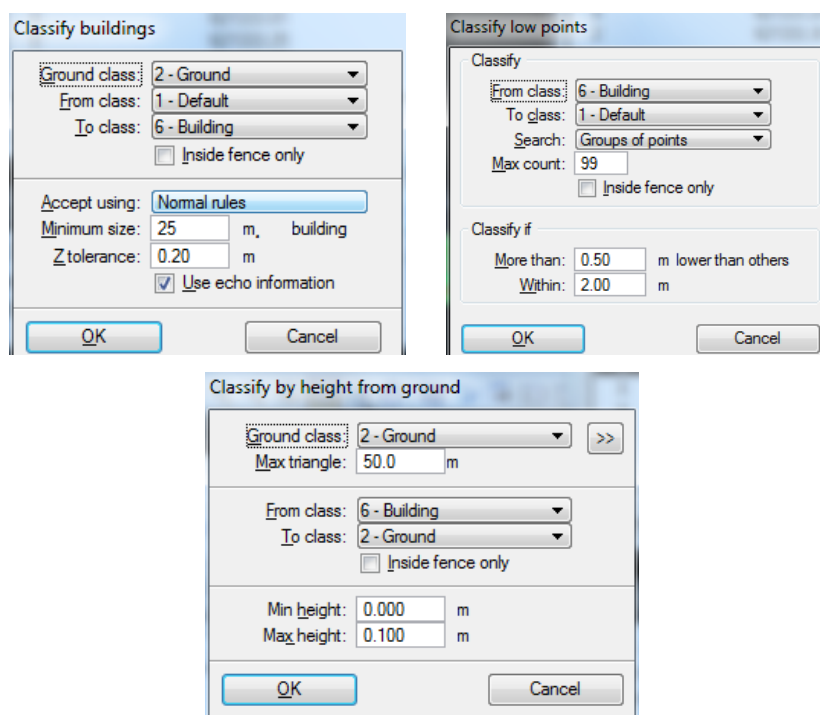 Classify buildings
Ground class: 2 - Ground
From class: 1 - Default
To class: 6 - Building
Inside fence only
Accept using: Normal rules
Minimum size: 25 m, building
Z tolerance: 0.20 m
Use echo information
OK Cancel
Classify low points
Classify
From class: 6 - Building
To class: 1 - Default
Search: Groups of points
Max count: 99
Inside fence only
Classify if
More than: 0.50 m lower than others
Within: 2.00 m
OK Cancel
Classify by height from ground
Ground class: 2 - Ground >>
Max triangle: 50.0 m
From class: 6 - Building
To class: 2 - Ground
Inside fence only
Min height: 0.000 m
Max height: 0.100 m
OK Cancel